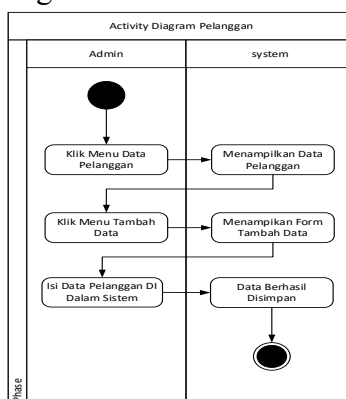 Activity Diagram Pelanggan
Admin
system
Klik Menu Data
Pelanggan
Menampilkan Data
Pelanggan
Klik Menu Tambah
Data
Menampikan Form
Tambah Data
Isi Data Pelanggan DI
Dalam Sistem
Data Berhasil
Disimpan
Phase